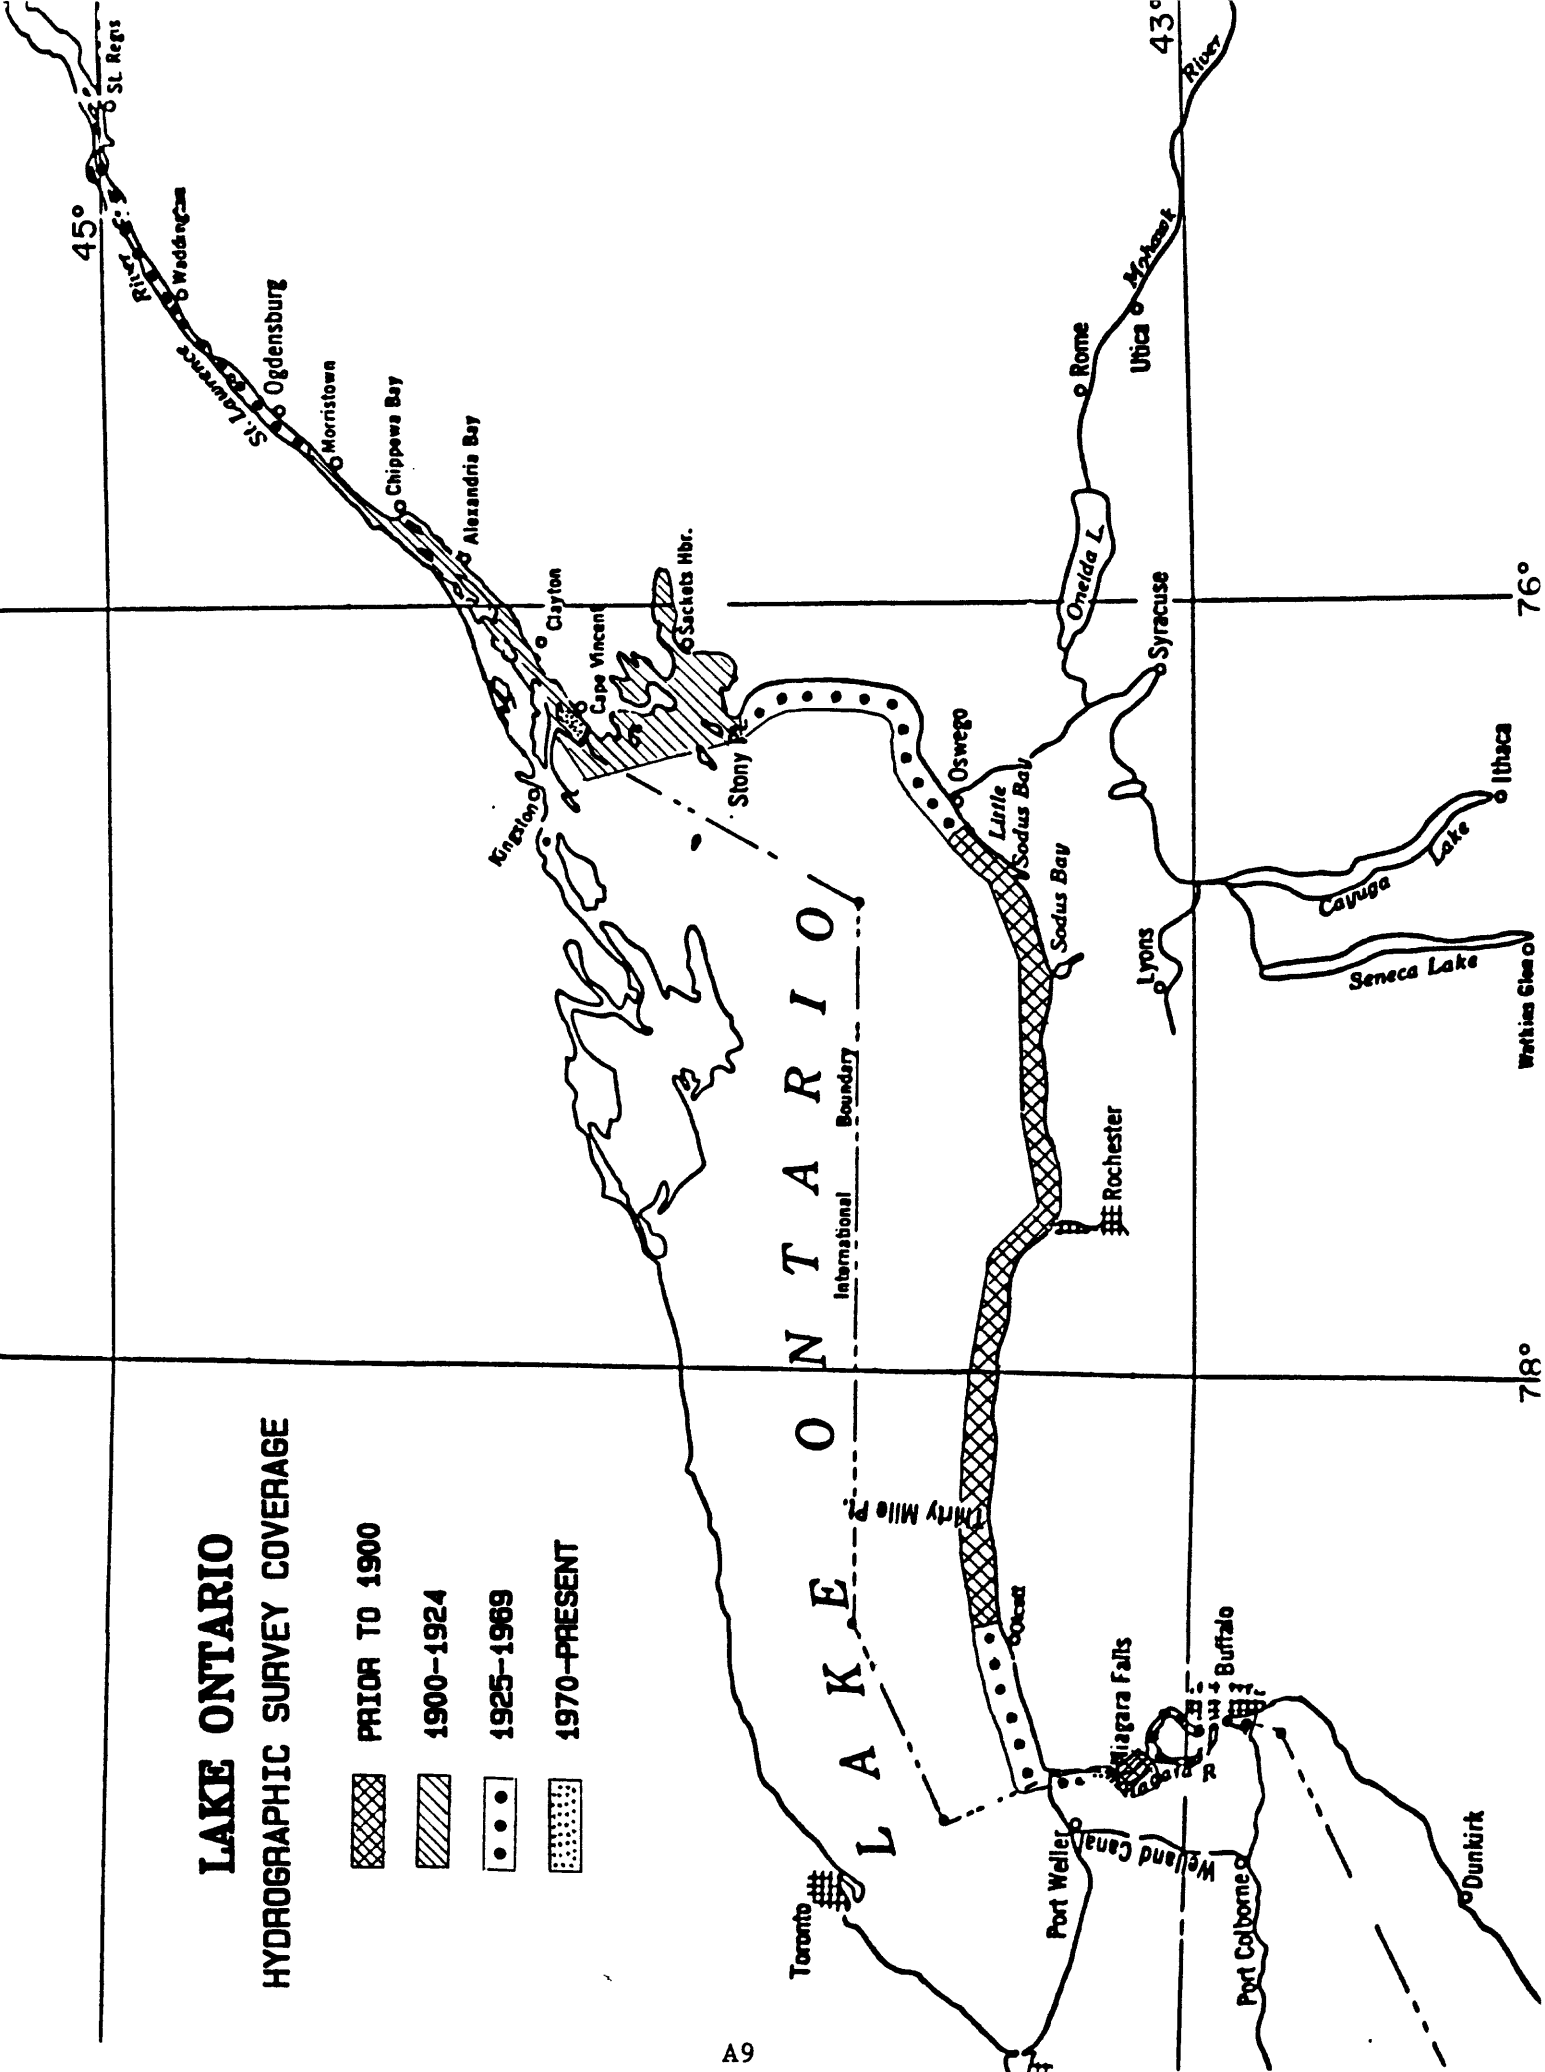 LAKE ONTARIO
HYDROGRAPHIC SURVEY COVERAGE
PRIOR TO 1900
1900-1924
1925-1969
1970-PRESENT
45°
St. Regis
River
Waddington
St. Lawrence
Ogdensburg
Morristown
Chippewa Bay
Alexandria Bay
Clayton
Cape Vincent
Sackets Hbr.
Kingston
Stony Pt.
LAKE ONTARIO
International Boundary
Thirty Mile Pt.
Toronto
Oswego
Little
Sodus Bay
Sodus Bay
Rochester
Olcott
Oneida L.
Rome
Utica
Mohawk
River
43°
Syracuse
Lyons
Cayuga
Lake
Ithaca
Seneca Lake
Watkins Glen
76°
718°
Port Weller
Welland Canal
Niagara Falls
Niagara R
Buffalo
Port Colborne
Dunkirk
A9